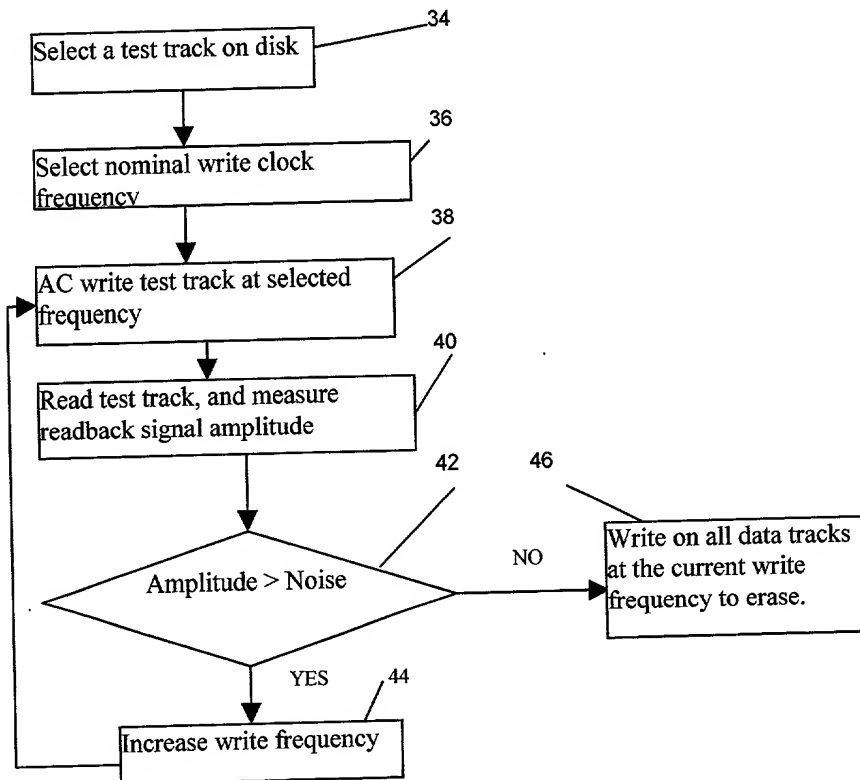 34
Select a test track on disk
36
Select nominal write clock
frequency
38
AC write test track at selected
frequency
40
Read test track, and measure
readback signal amplitude
42
46
Amplitude > Noise
NO
Write on all data tracks
at the current write
frequency to erase.
YES
44
Increase write frequency